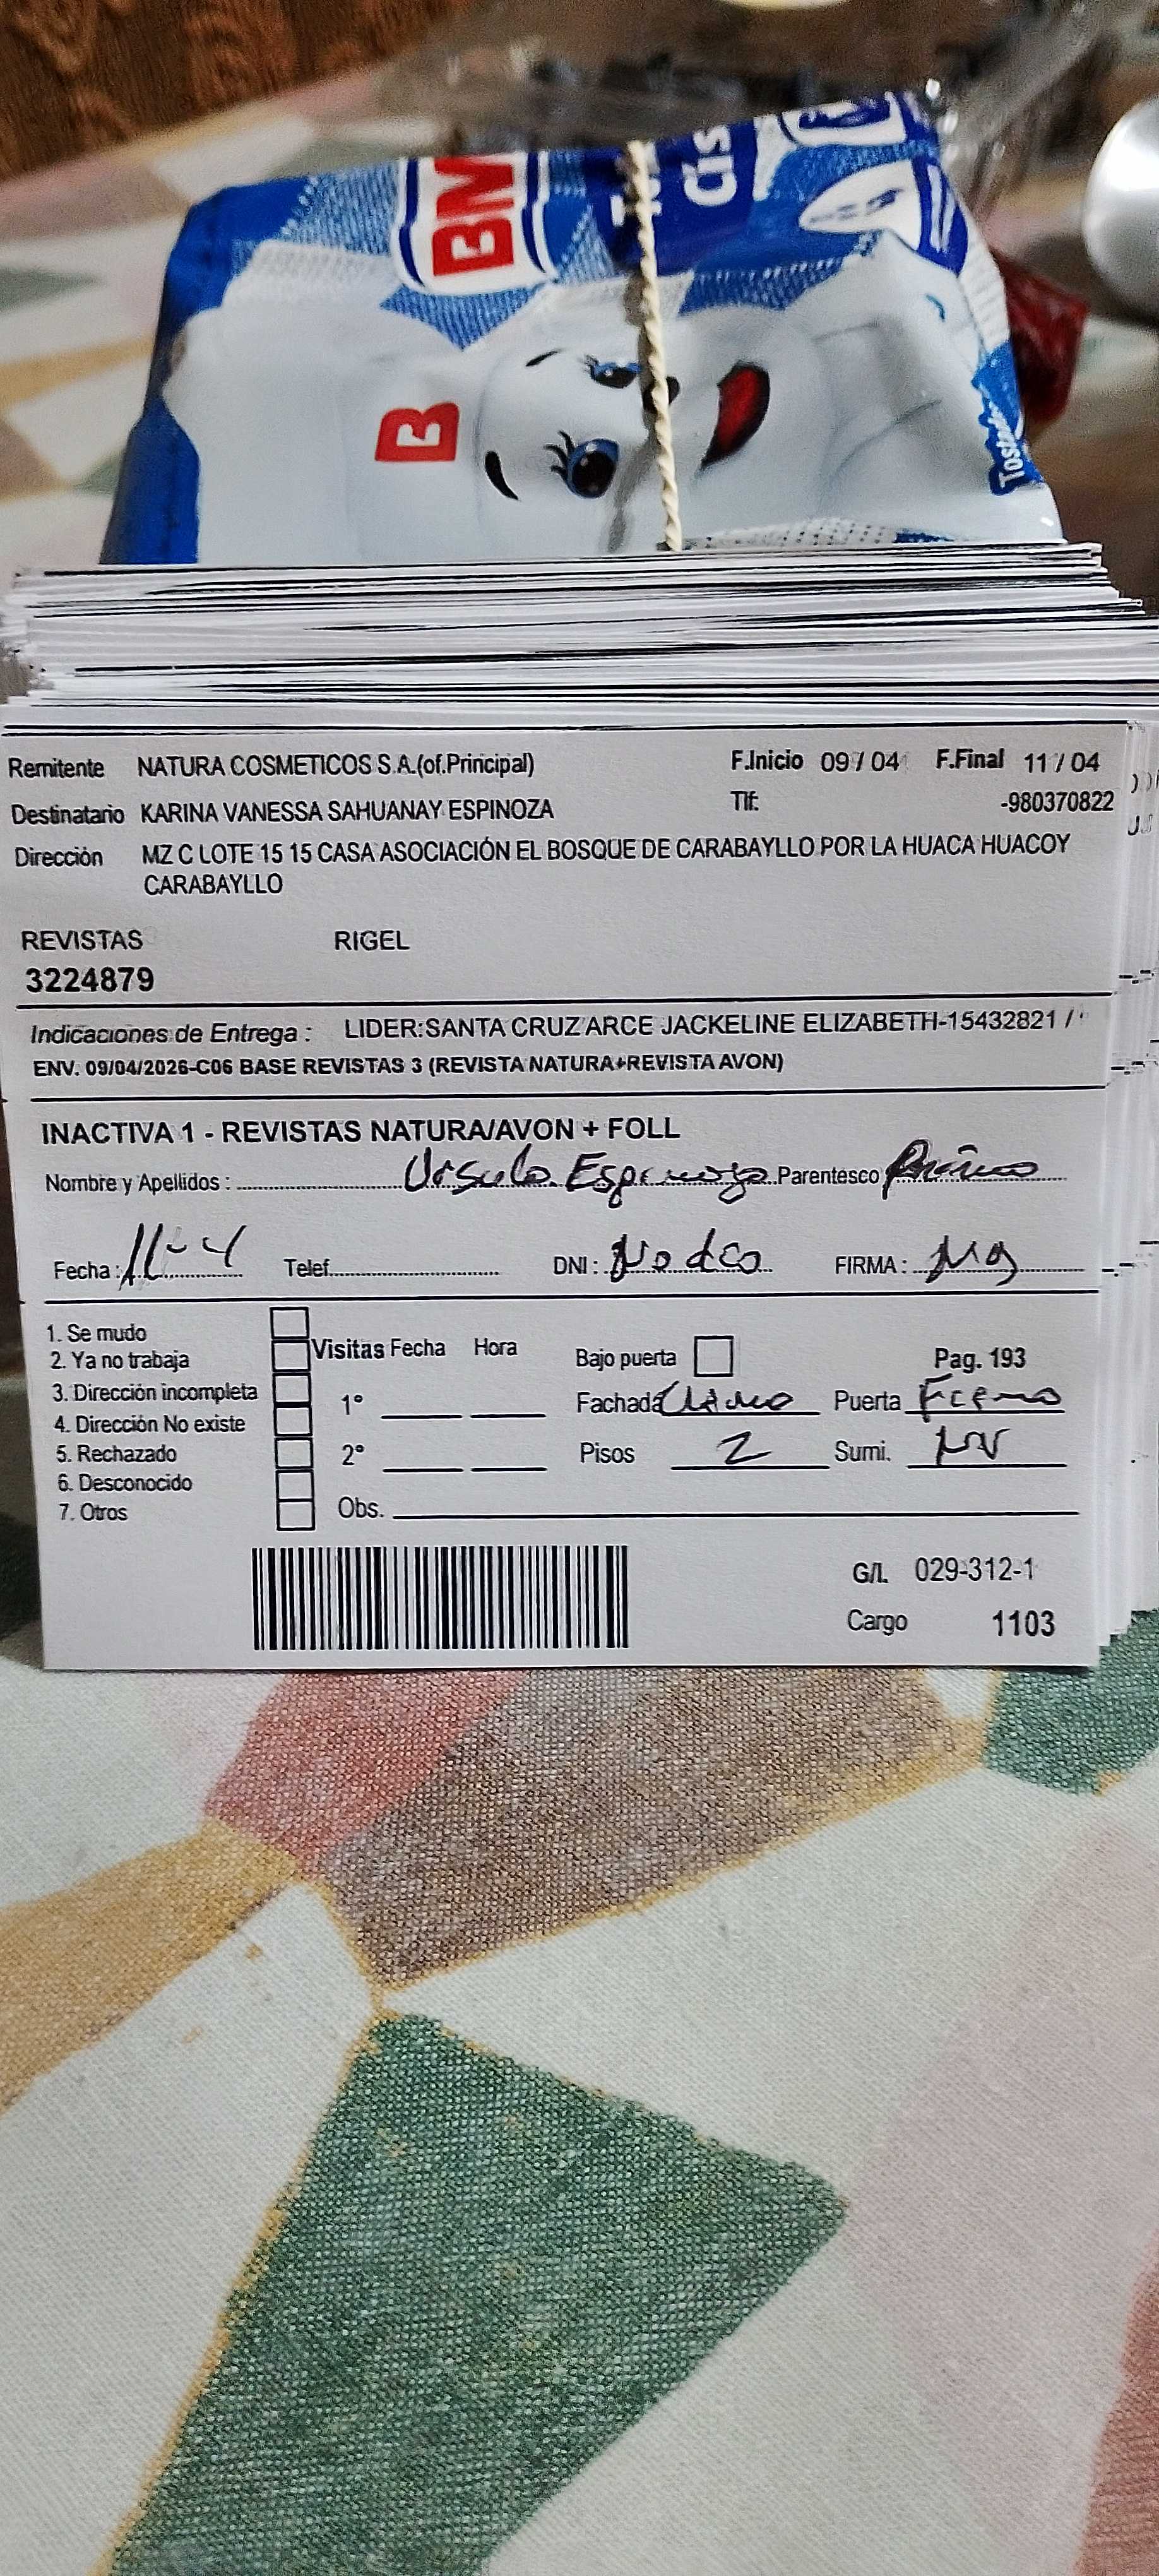 BM
CÍS
B
Remitente NATURA COSMETICOS S.A.(of.Principal) F.Inicio 09 / 04 F.Final 11 / 04
Destinatario KARINA VANESSA SAHUANAY ESPINOZA Tlf: -980370822
Dirección MZ C LOTE 15 15 CASA ASOCIACIÓN EL BOSQUE DE CARABAYLLO POR LA HUACA HUACOY
CARABAYLLO
REVISTAS RIGEL
3224879
Indicaciones de Entrega : LIDER:SANTA CRUZ ARCE JACKELINE ELIZABETH-15432821 /
ENV. 09/04/2026-C06 BASE REVISTAS 3 (REVISTA NATURA+REVISTA AVON)
INACTIVA 1 - REVISTAS NATURA/AVON + FOLL
Nombre y Apellidos : Ursula Espinoza Parentesco
Fecha : 11-4 Telef. DNI : No dio FIRMA :
1. Se mudo
2. Ya no trabaja Visitas Fecha Hora Bajo puerta Pag. 193
3. Dirección incompleta 1° Fachada Puerta
4. Dirección No existe
5. Rechazado 2° Pisos 2 Sumi.
6. Desconocido
7. Otros Obs.
G/I. 029-312-1
Cargo 1103